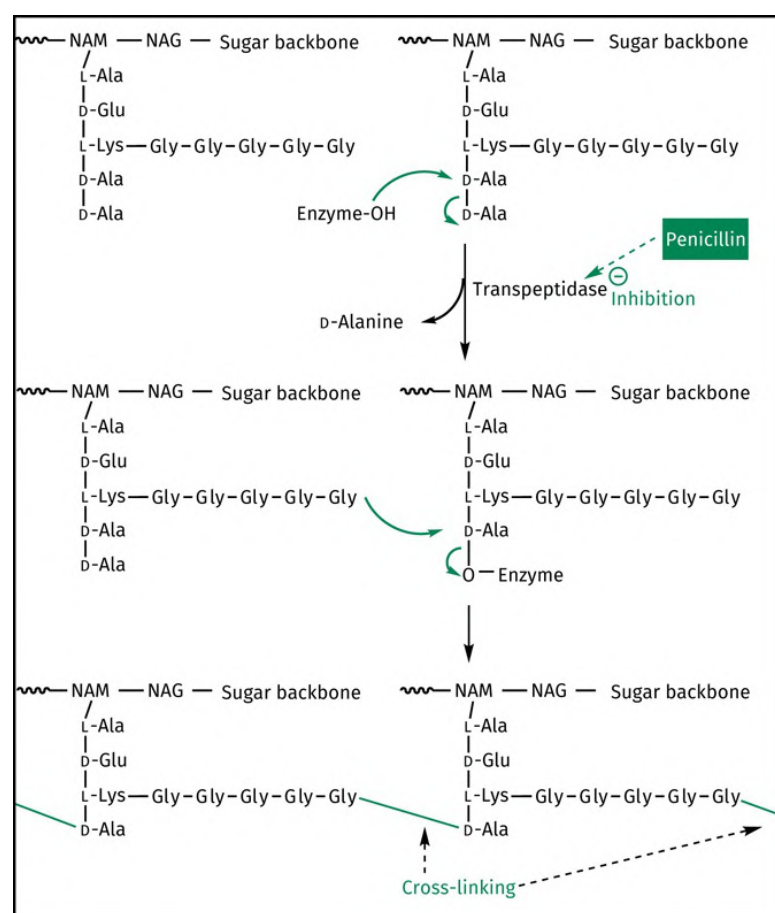 NAM — NAG — Sugar backbone NAM — NAG — Sugar backbone
L-Ala L-Ala
D-Glu D-Glu
L-Lys—Gly—Gly—Gly—Gly—Gly L-Lys—Gly—Gly—Gly—Gly—Gly
D-Ala D-Ala
Enzyme-OH
D-Ala D-Ala
Penicillin
Transpeptidase −
Inhibition
D-Alanine
NAM — NAG — Sugar backbone NAM — NAG — Sugar backbone
L-Ala L-Ala
D-Glu D-Glu
L-Lys—Gly—Gly—Gly—Gly—Gly L-Lys—Gly—Gly—Gly—Gly—Gly
D-Ala D-Ala
D-Ala O—Enzyme
NAM — NAG — Sugar backbone NAM — NAG — Sugar backbone
L-Ala L-Ala
D-Glu D-Glu
L-Lys—Gly—Gly—Gly—Gly—Gly L-Lys—Gly—Gly—Gly—Gly—Gly
D-Ala D-Ala
Cross-linking